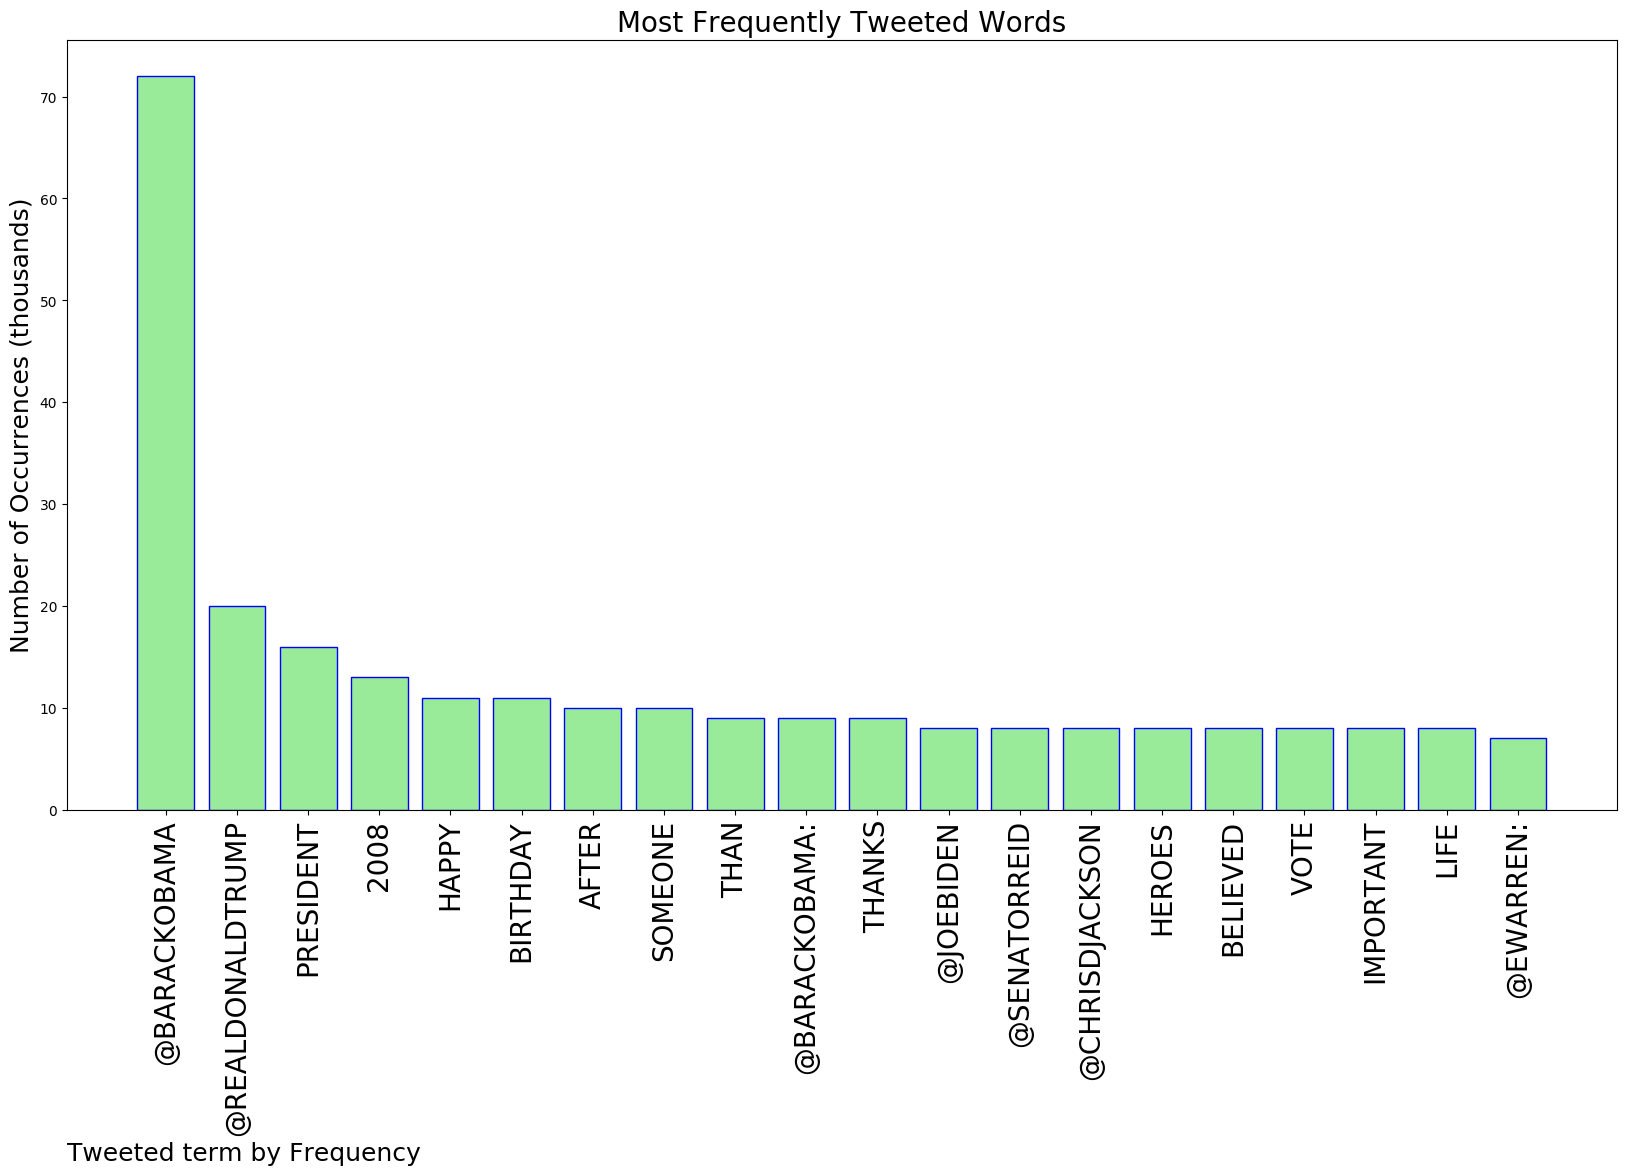 Most Frequently Tweeted Words
Number of Occurrences (thousands)
70
60
50
40
30
20
10
0
@BARACKOBAMA
@REALDONALDTRUMP
PRESIDENT
2008
HAPPY
BIRTHDAY
AFTER
SOMEONE
THAN
@BARACKOBAMA:
THANKS
@JOEBIDEN
@SENATORREID
@CHRISDJACKSON
HEROES
BELIEVED
VOTE
IMPORTANT
LIFE
@EWARREN:
Tweeted term by Frequency